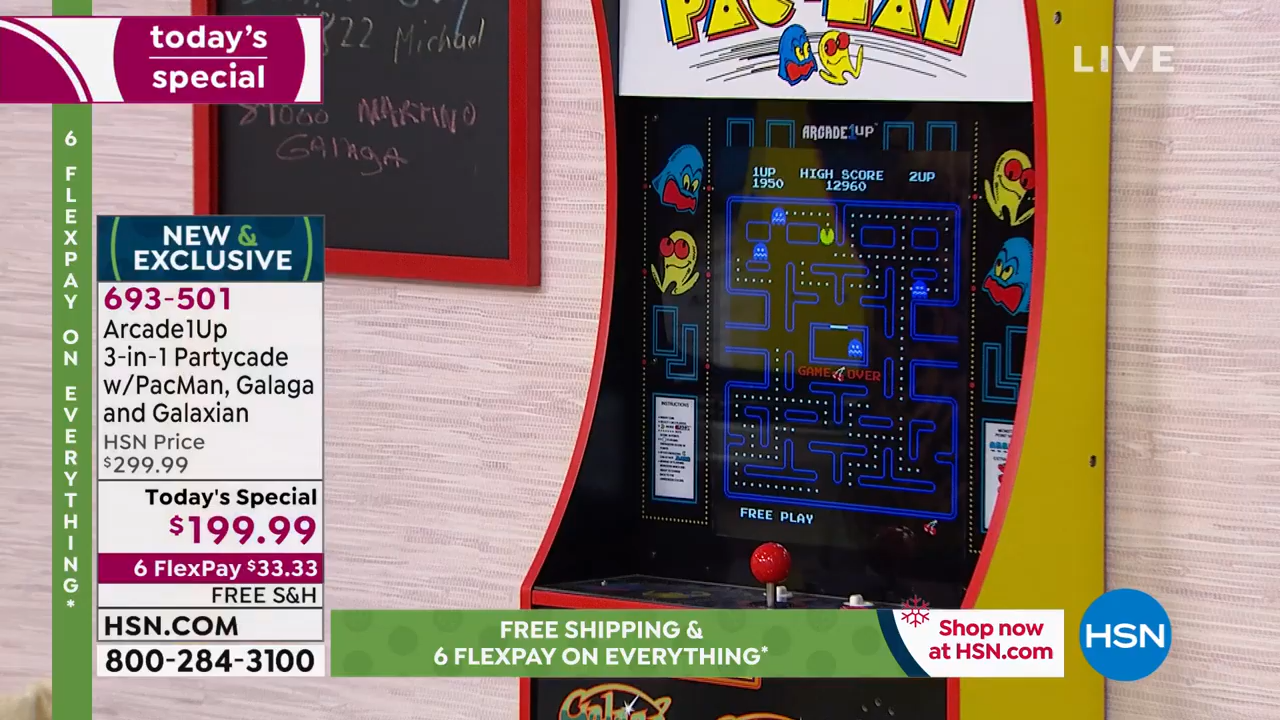 today's
special
6 FLEXPAY ON EVERYTHING*
NEW &
EXCLUSIVE
693-501
Arcade1Up
3-in-1 Partycade
w/PacMan, Galaga
and Galaxian
HSN Price
$299.99
Today's Special
$199.99
6 FlexPay $33.33
FREE S&H
HSN.COM
800-284-3100
822 Michael
MARTINO
Galaga
PAC-MAN
LIVE
ARCADE1UP
1UP HIGH SCORE 2UP
1950 12960
GAME OVER
INSTRUCTIONS
FREE PLAY
FREE SHIPPING &
6 FLEXPAY ON EVERYTHING*
Shop now
at HSN.com
HSN